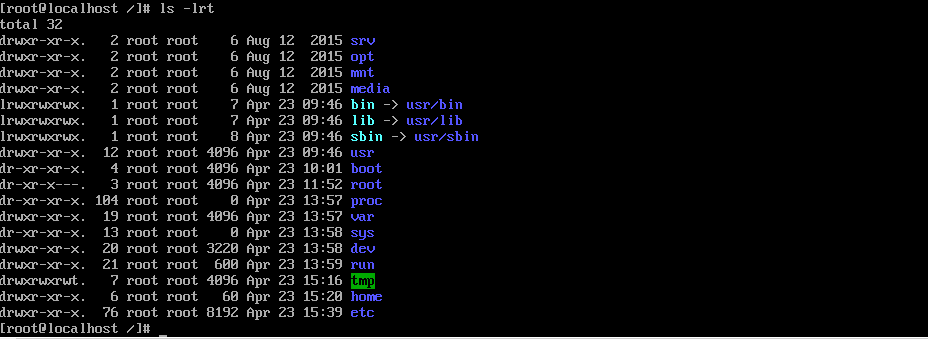 [root@localhost /]# ls -lrt
total 32
drwxr-xr-x.   2 root root    6 Aug 12  2015 srv
drwxr-xr-x.   2 root root    6 Aug 12  2015 opt
drwxr-xr-x.   2 root root    6 Aug 12  2015 mnt
drwxr-xr-x.   2 root root    6 Aug 12  2015 media
lrwxrwxrwx.   1 root root    7 Apr 23 09:46 bin -> usr/bin
lrwxrwxrwx.   1 root root    7 Apr 23 09:46 lib -> usr/lib
lrwxrwxrwx.   1 root root    8 Apr 23 09:46 sbin -> usr/sbin
drwxr-xr-x.  12 root root 4096 Apr 23 09:46 usr
dr-xr-xr-x.   4 root root 4096 Apr 23 10:01 boot
dr-xr-x---.   3 root root 4096 Apr 23 11:52 root
dr-xr-xr-x. 104 root root    0 Apr 23 13:57 proc
drwxr-xr-x.  19 root root 4096 Apr 23 13:57 var
dr-xr-xr-x.  13 root root    0 Apr 23 13:58 sys
drwxr-xr-x.  20 root root 3220 Apr 23 13:58 dev
drwxr-xr-x.  21 root root  600 Apr 23 13:59 run
drwxrwxrwt.   7 root root 4096 Apr 23 15:16 tmp
drwxr-xr-x.   6 root root   60 Apr 23 15:20 home
drwxr-xr-x.  76 root root 8192 Apr 23 15:39 etc
[root@localhost /]#